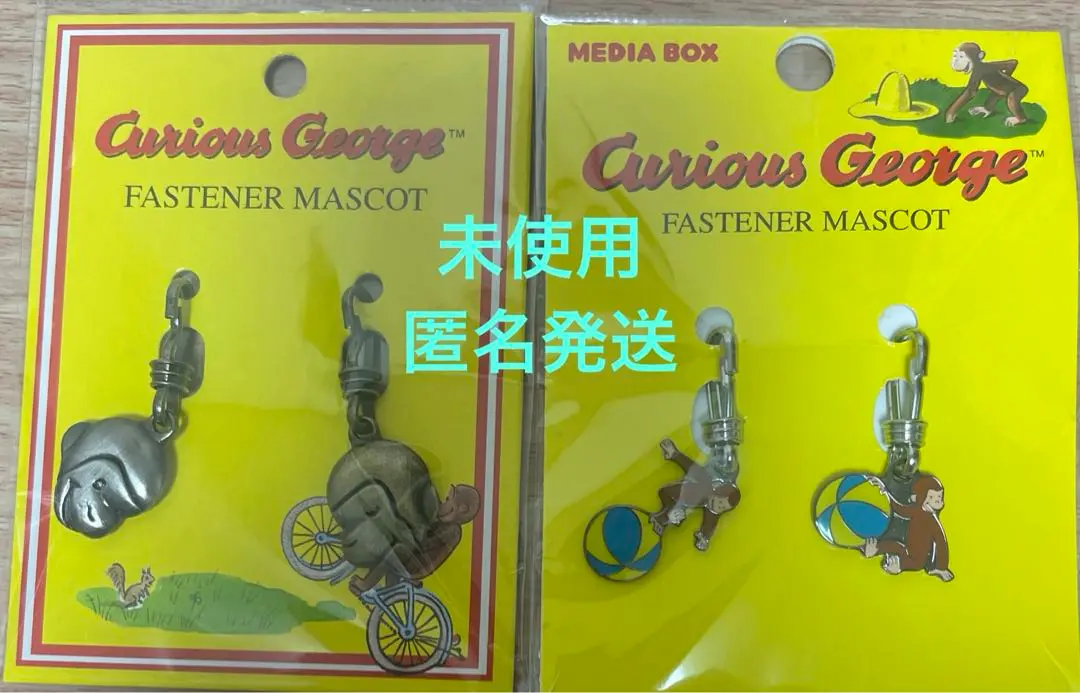 Curious George™
FASTENER MASCOT
MEDIA BOX
Curious George™
FASTENER MASCOT
未使用
匿名発送